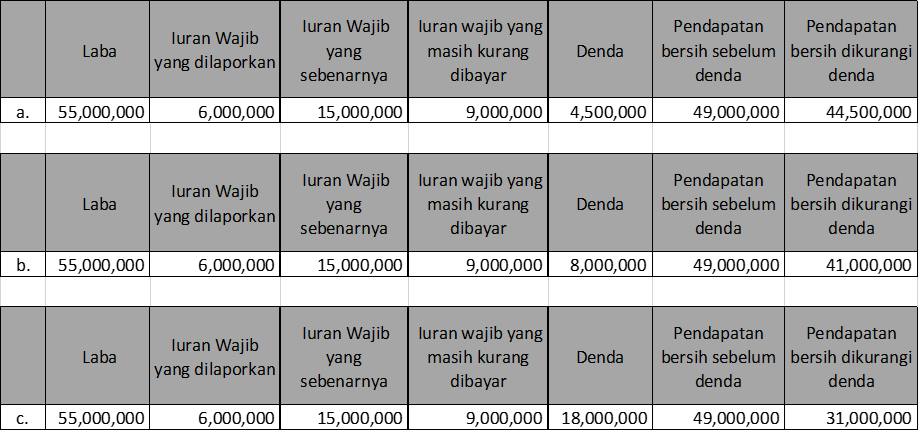 Laba Iuran Wajib yang dilaporkan Iuran Wajib yang sebenarnya Iuran wajib yang masih kurang dibayar Denda Pendapatan bersih sebelum denda Pendapatan bersih dikurangi denda
a. 55,000,000 6,000,000 15,000,000 9,000,000 4,500,000 49,000,000 44,500,000
Laba Iuran Wajib yang dilaporkan Iuran Wajib yang sebenarnya Iuran wajib yang masih kurang dibayar Denda Pendapatan bersih sebelum denda Pendapatan bersih dikurangi denda
b. 55,000,000 6,000,000 15,000,000 9,000,000 8,000,000 49,000,000 41,000,000
Laba Iuran Wajib yang dilaporkan Iuran Wajib yang sebenarnya Iuran wajib yang masih kurang dibayar Denda Pendapatan bersih sebelum denda Pendapatan bersih dikurangi denda
c. 55,000,000 6,000,000 15,000,000 9,000,000 18,000,000 49,000,000 31,000,000